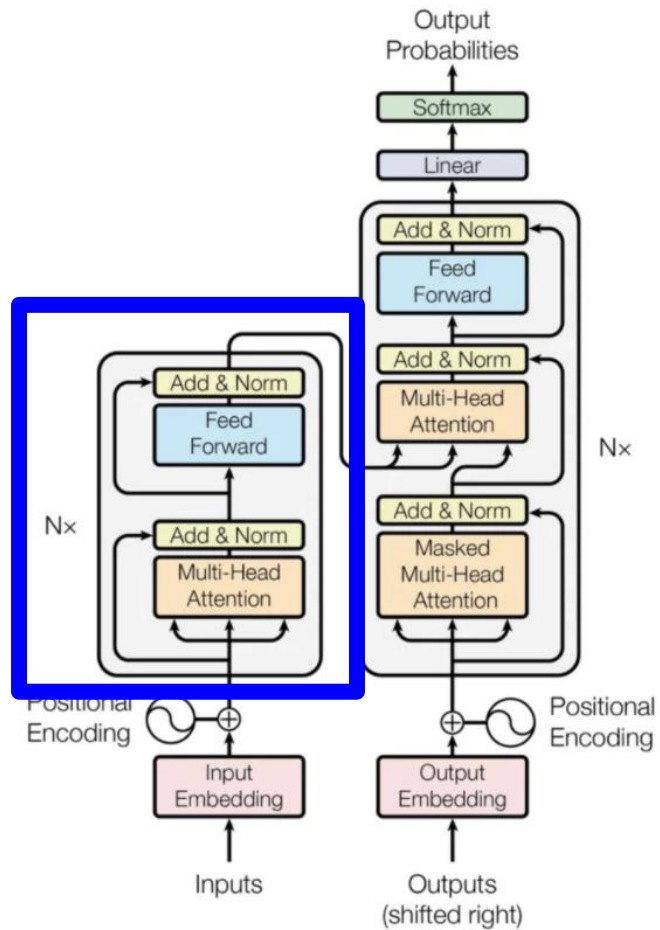 Output
Probabilities
Softmax
Linear
Add & Norm
Feed
Forward
Add & Norm
Multi-Head
Attention
Nx
Add & Norm
Masked
Multi-Head
Attention
Add & Norm
Feed
Forward
Nx
Add & Norm
Multi-Head
Attention
Positional
Encoding
Positional
Encoding
Input
Embedding
Output
Embedding
Inputs
Outputs
(shifted right)